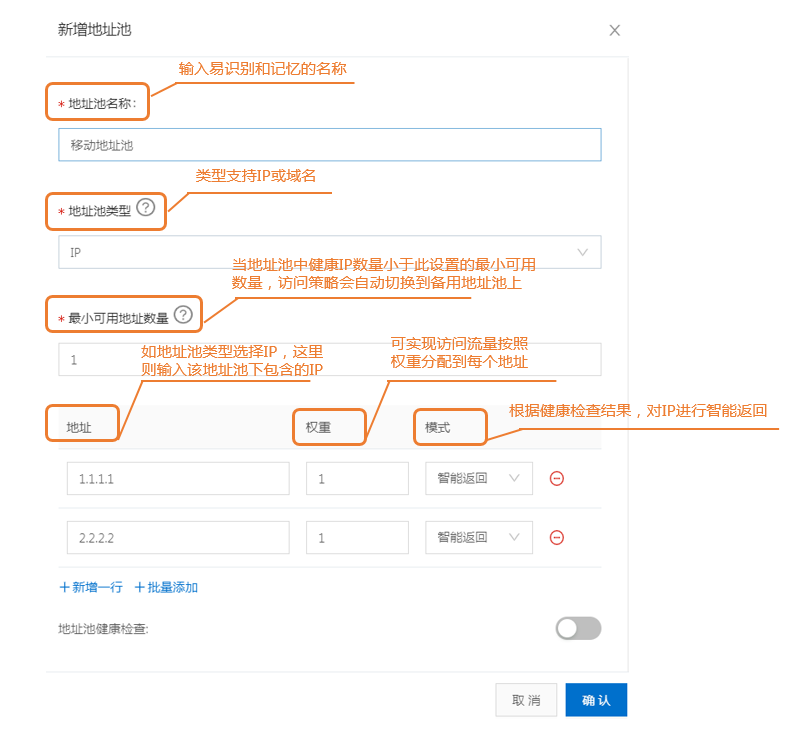 新增地址池
输入易识别和记忆的名称
* 地址池名称：
移动地址池
类型支持IP或域名
* 地址池类型 ?
IP
当地址池中健康IP数量小于此设置的最小可用
数量，访问策略会自动切换到备用地址池上
* 最小可用地址数量 ?
1
如地址池类型选择IP，这里
则输入该地址池下包含的IP
可实现访问流量按照
权重分配到每个地址
根据健康检查结果，对IP进行智能返回
地址 权重 模式
1.1.1.1 1 智能返回
2.2.2.2 1 智能返回
+新增一行 +批量添加
地址池健康检查:
取消 确认